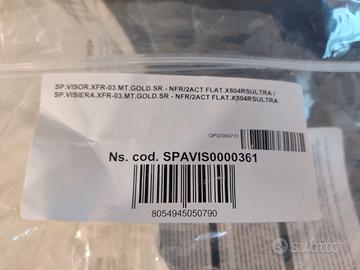 SP.VISOR.XFR-03.MT.GOLD.SR - NFR/2ACT FLAT.X804RSULTRA /
SP.VISIERA.XFR-03.MT.GOLD.SR - NFR/2ACT FLAT.X804RSULTRA
OP02056731
Ns. cod. SPAVIS0000361
8054945050790
subito